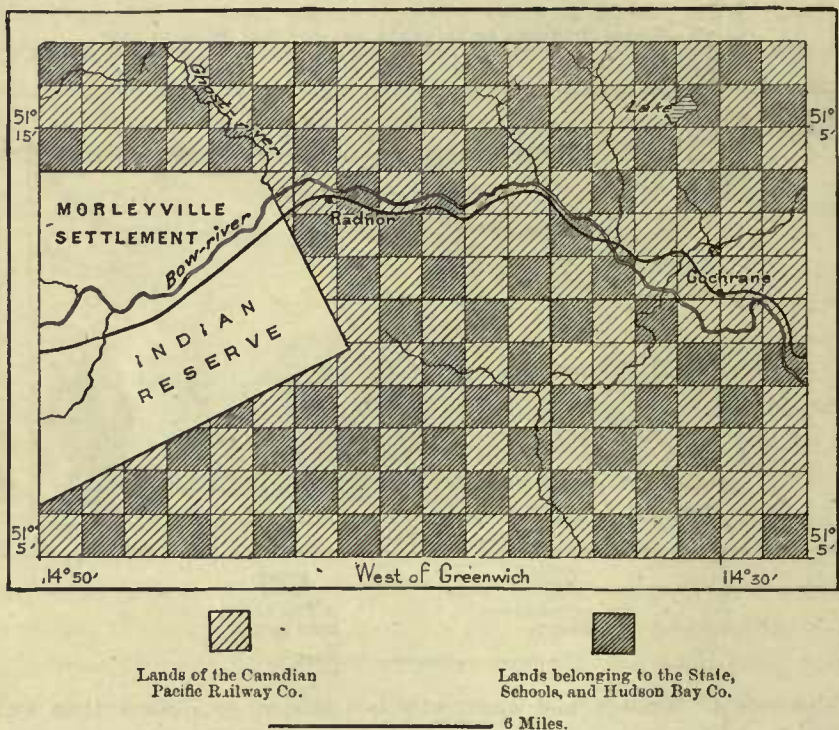 Ghost-river
Lake
51°
15′
51°
5′
MORLEYVILLE
SETTLEMENT
Bow-river
Radnor
Cochrane
INDIAN
RESERVE
51°
5′
51°
5′
114°50′
West of Greenwich
114°30′
Lands of the Canadian
Pacific Railway Co.
Lands belonging to the State,
Schools, and Hudson Bay Co.
6 Miles.